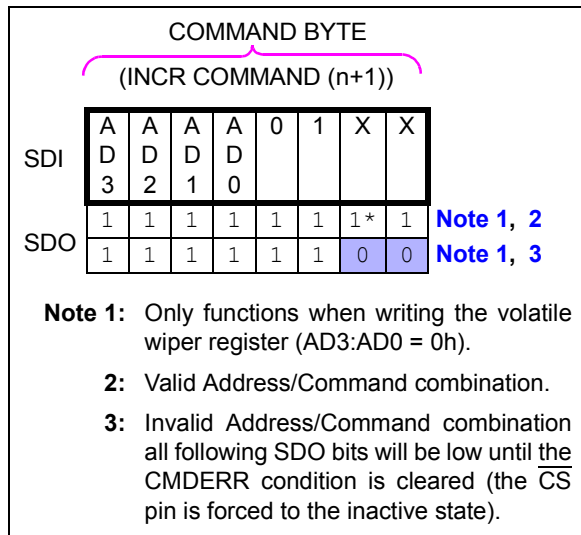 COMMAND BYTE
(INCR COMMAND (n+1))
SDI
A A A A 0 1 X X
D D D D
3 2 1 0
SDO
1 1 1 1 1 1 1* 1 Note 1, 2
1 1 1 1 1 1 0 0 Note 1, 3
Note 1: Only functions when writing the volatile
wiper register (AD3:AD0 = 0h).
2: Valid Address/Command combination.
3: Invalid Address/Command combination
all following SDO bits will be low until the
CMDERR condition is cleared (the CS
pin is forced to the inactive state).